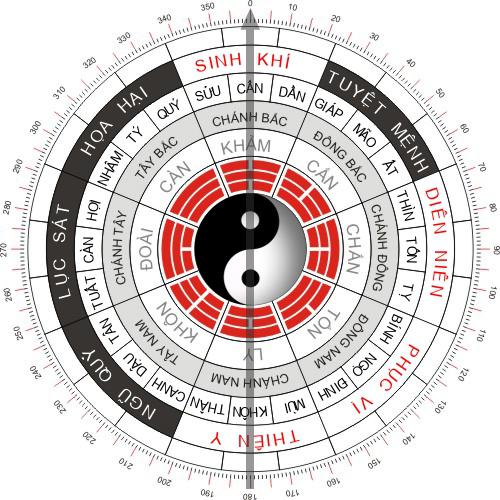 0
10
20
30
40
50
60
70
80
90
100
110
120
130
140
150
160
170
180
190
200
210
220
230
240
250
260
270
280
290
300
310
320
330
340
350
SINH KHÍ
TUYỆT MỆNH
DIÊN NIÊN
PHỤC VỊ
THIÊN Y
NGŨ QUỶ
LỤC SÁT
HỌA HẠI
SỬU
CẤN
DẦN
GIÁP
MÃO
ẤT
THÌN
TỐN
TỴ
BÍNH
NGỌ
ĐINH
MÙI
KHÔN
THÂN
CANH
DẬU
TÂN
TUẤT
CÀN
HỢI
NHÂM
TÝ
QUÝ
CHÁNH BẮC
ĐÔNG BẮC
CHÁNH ĐÔNG
ĐÔNG NAM
CHÁNH NAM
TÂY NAM
CHÁNH TÂY
TÂY BẮC
KHẢM
CẤN
CHẤN
TỐN
LY
KHÔN
ĐOÀI
CÀN